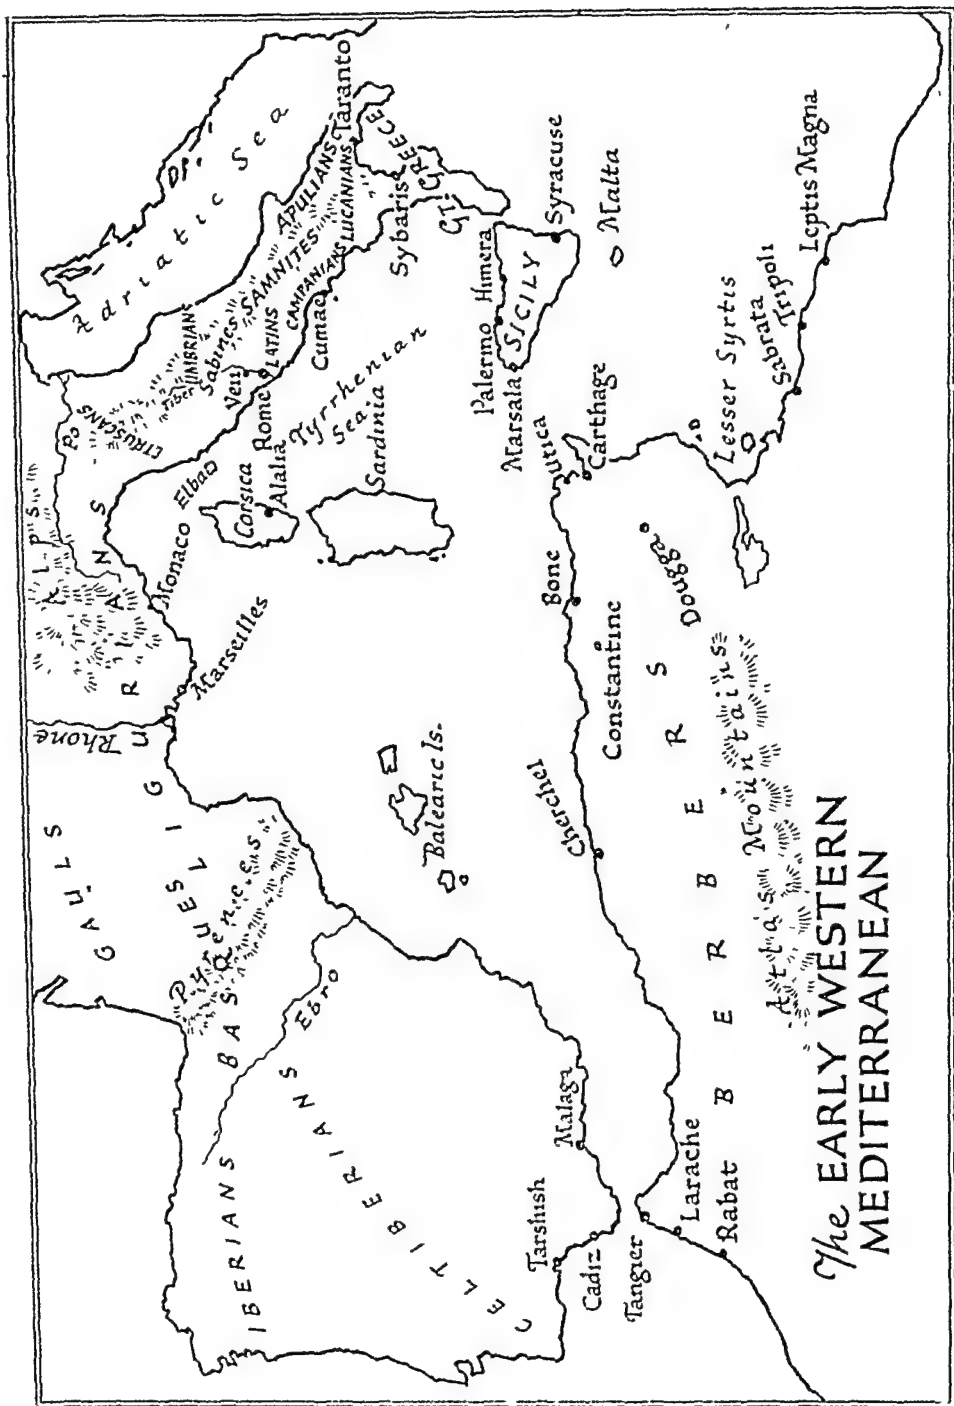 The EARLY WESTERN
MEDITERRANEAN
GAULS
Rhone
ALPS
Po
LIGURIANS
Adriatic Sea
ETRUSCANS
UMBRIANS
Tiber
Sabines
SAMNITES
APULIANS
Veii
LATINS
CAMPANIANS
LUCANIANS
Taranto
Rome
Cumae
Sybaris
GT. GREECE
Monaco
Elba
Marseilles
Corsica
Alalia
Tyrrhenian
Sea
Sardinia
Pyrenees
BASQUES
IBERIANS
Ebro
CELTIBERIANS
Balearic Is.
Palermo
Himera
Marsala
SICILY
Syracuse
Malta
Tarshish
Malaga
Cadiz
Tangier
Larache
Rabat
Cherchel
Bone
Constantine
Utica
Carthage
Dougga
BERBERS
Atlas Mountains
Lesser Syrtis
Sabrata
Tripoli
Leptis Magna